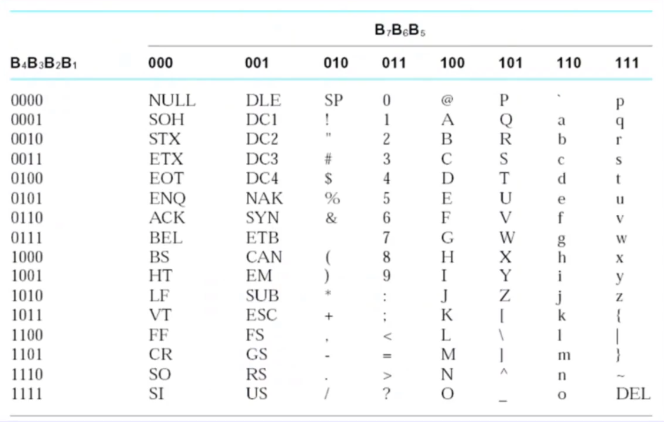 B7B6B5
B4B3B2B1 000 001 010 011 100 101 110 111
0000 NULL DLE SP 0 @ P ` p
0001 SOH DC1 ! 1 A Q a q
0010 STX DC2 " 2 B R b r
0011 ETX DC3 # 3 C S c s
0100 EOT DC4 $ 4 D T d t
0101 ENQ NAK % 5 E U e u
0110 ACK SYN & 6 F V f v
0111 BEL ETB 7 G W g w
1000 BS CAN ( 8 H X h x
1001 HT EM ) 9 I Y i y
1010 LF SUB * : J Z j z
1011 VT ESC + ; K [ k {
1100 FF FS , < L \ l |
1101 CR GS - = M ] m }
1110 SO RS . > N ^ n ~
1111 SI US / ? O _ o DEL